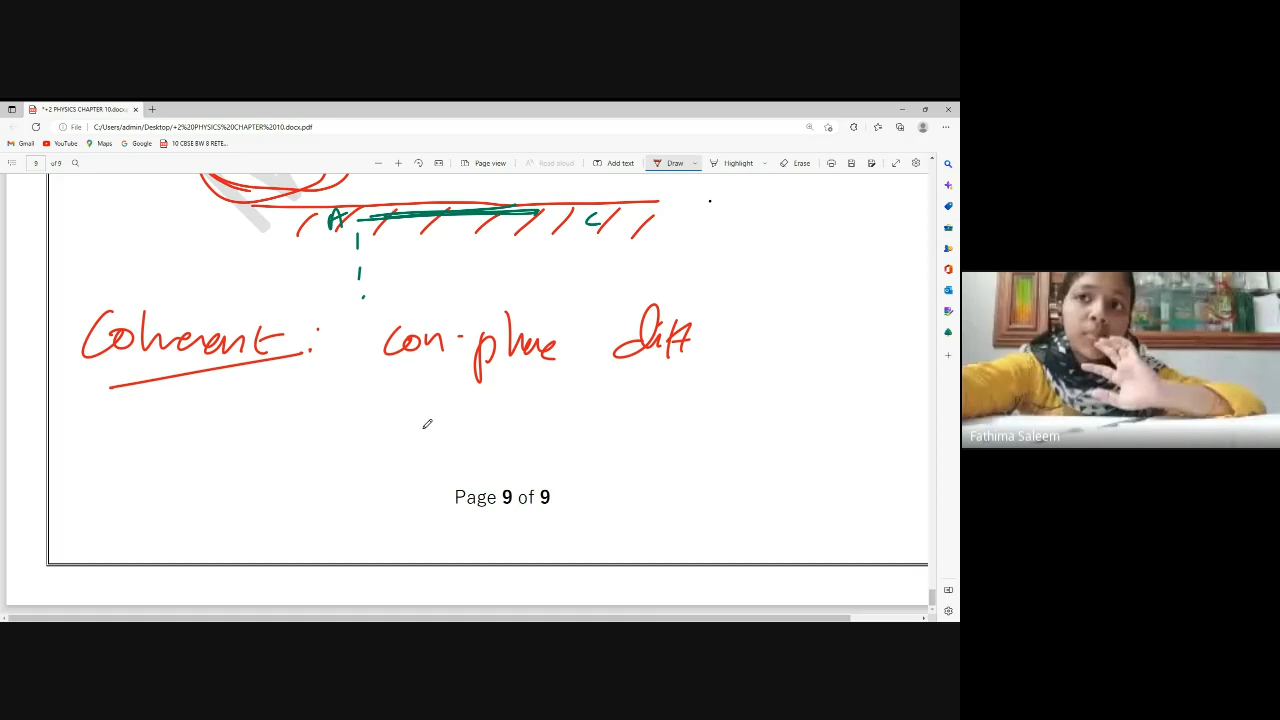 *+2 PHYSICS CHAPTER 10.docx.p
File C:/Users/admin/Desktop/+2%20PHYSICS%20CHAPTER%2010.docx.pdf
Gmail YouTube Maps Google 10 CBSE BW 8 RETE...
9 of 9 Page view Read aloud Add text Draw Highlight Erase
A C
Coherent : con - phase diff
Page 9 of 9
Fathima Saleem